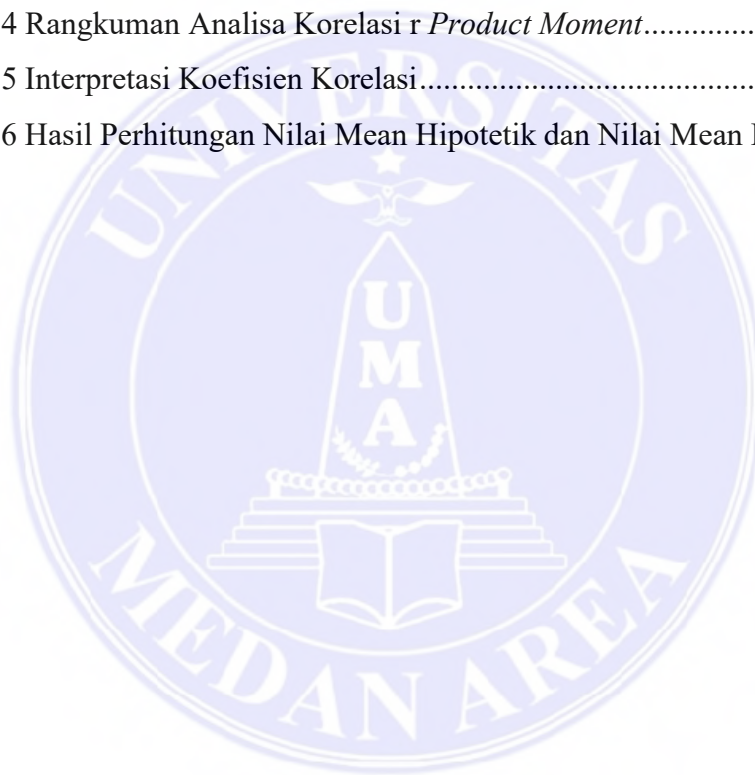 4 Rangkuman Analisa Korelasi r Product Moment...............
5 Interpretasi Koefisien Korelasi.........................................
6 Hasil Perhitungan Nilai Mean Hipotetik dan Nilai Mean
UNIVERSITAS
U
M
A
MEDAN AREA